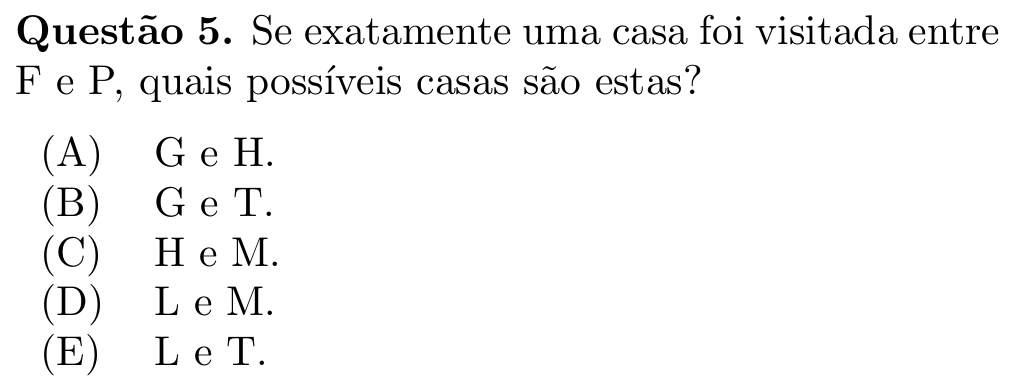 Questão 5. Se exatamente uma casa foi visitada entre
F e P, quais possíveis casas são estas?
(A) G e H.
(B) G e T.
(C) H e M.
(D) L e M.
(E) L e T.